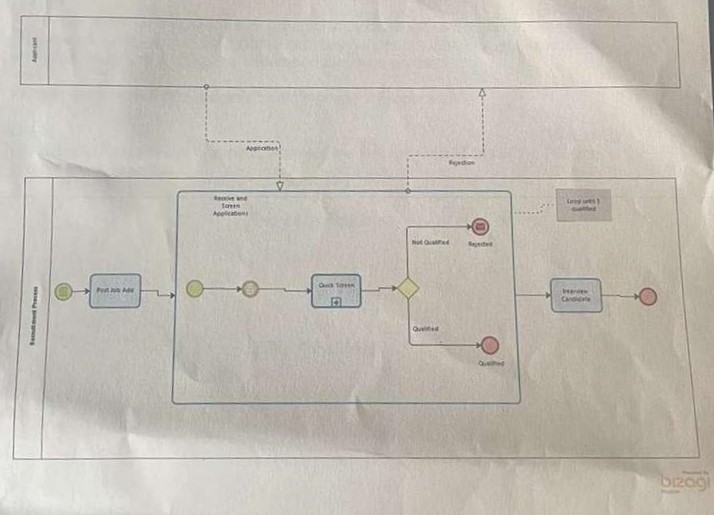 Applicant
Application
Rejection
Recruitment Process
Receive and
Screen
Applications
Loop until 5
qualified
Post Job Add
Quick Screen
Not Qualified
Rejected
Qualified
Qualified
Interview
Candidate
Powered by
bizagi
Modeler